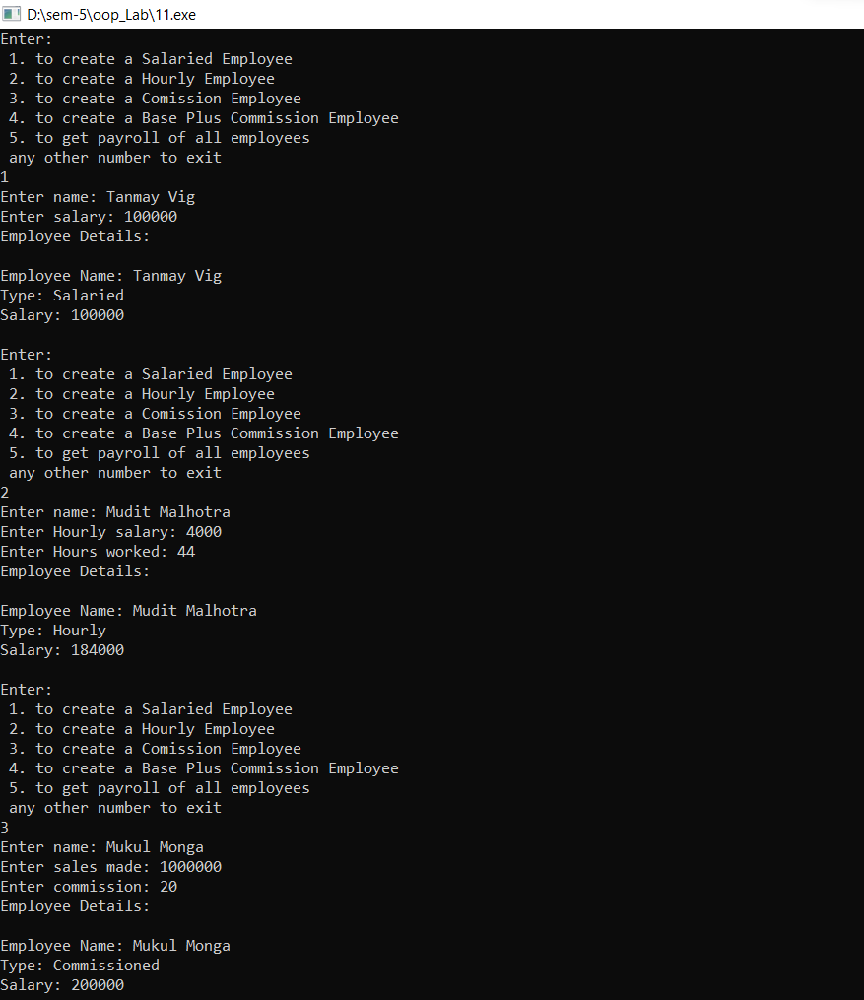 D:\sem-5\oop_Lab\11.exe
Enter:
 1. to create a Salaried Employee
 2. to create a Hourly Employee
 3. to create a Comission Employee
 4. to create a Base Plus Commission Employee
 5. to get payroll of all employees
 any other number to exit
1
Enter name: Tanmay Vig
Enter salary: 100000
Employee Details:

Employee Name: Tanmay Vig
Type: Salaried
Salary: 100000

Enter:
 1. to create a Salaried Employee
 2. to create a Hourly Employee
 3. to create a Comission Employee
 4. to create a Base Plus Commission Employee
 5. to get payroll of all employees
 any other number to exit
2
Enter name: Mudit Malhotra
Enter Hourly salary: 4000
Enter Hours worked: 44
Employee Details:

Employee Name: Mudit Malhotra
Type: Hourly
Salary: 184000

Enter:
 1. to create a Salaried Employee
 2. to create a Hourly Employee
 3. to create a Comission Employee
 4. to create a Base Plus Commission Employee
 5. to get payroll of all employees
 any other number to exit
3
Enter name: Mukul Monga
Enter sales made: 1000000
Enter commission: 20
Employee Details:

Employee Name: Mukul Monga
Type: Commissioned
Salary: 200000